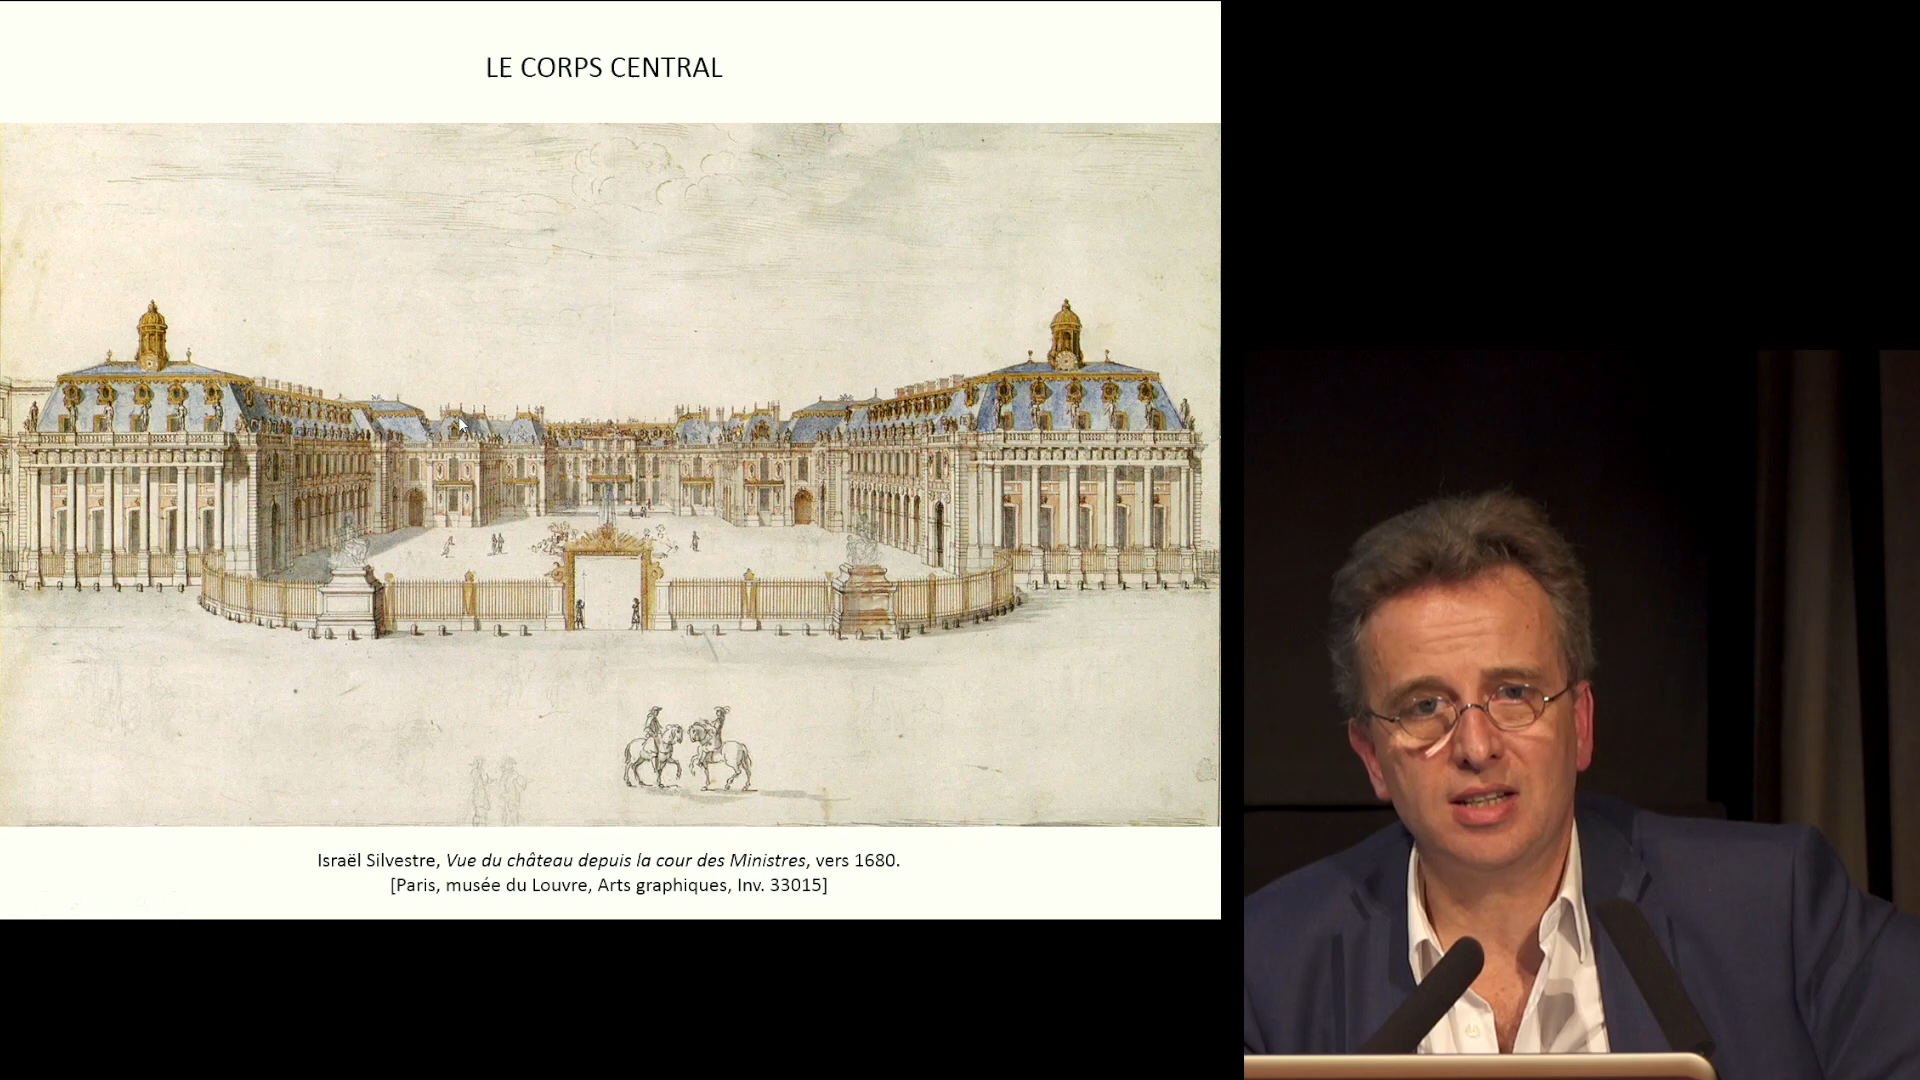 LE CORPS CENTRAL
Israël Silvestre, Vue du château depuis la cour des Ministres, vers 1680.
[Paris, musée du Louvre, Arts graphiques, Inv. 33015]